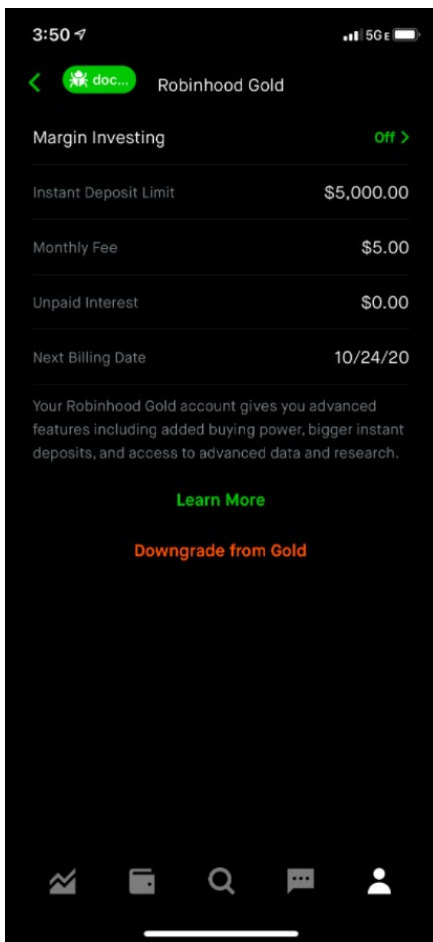 3:50 5GE
doc... Robinhood Gold
Margin Investing Off >
Instant Deposit Limit $5,000.00
Monthly Fee $5.00
Unpaid Interest $0.00
Next Billing Date 10/24/20
Your Robinhood Gold account gives you advanced
features including added buying power, bigger instant
deposits, and access to advanced data and research.
Learn More
Downgrade from Gold